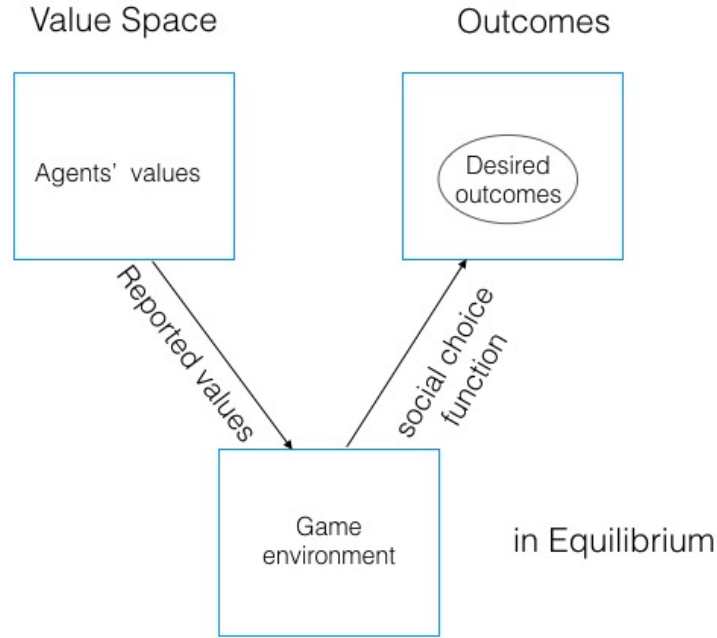 Value Space
Outcomes
Agents' values
Desired
outcomes
Reported values
social choice
function
Game
environment
in Equilibrium